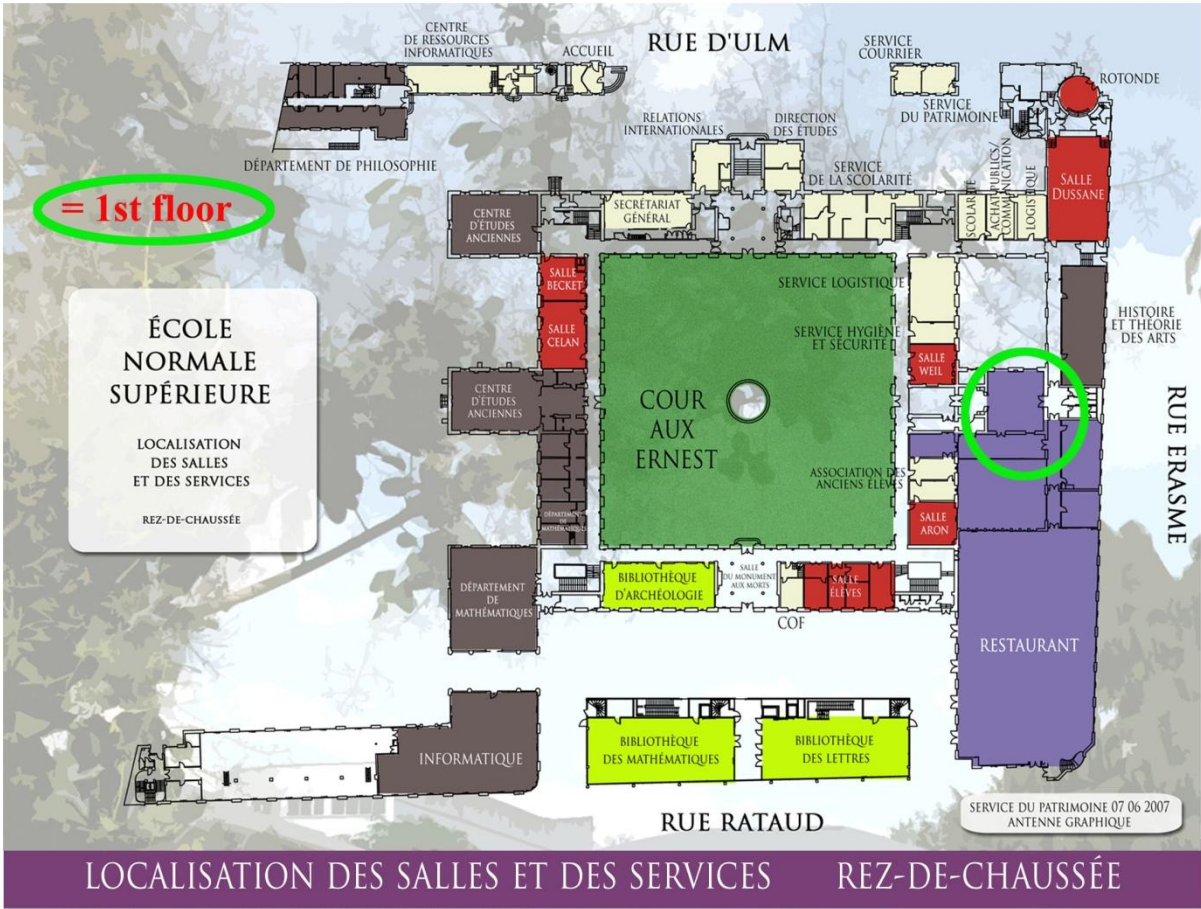 CENTRE
DE RESSOURCES
INFORMATIQUES
ACCUEIL
RUE D'ULM
SERVICE
COURRIER
ROTONDE
SERVICE
DU PATRIMOINE
RELATIONS
INTERNATIONALES
DIRECTION
DES ÉTUDES
DÉPARTEMENT DE PHILOSOPHIE
SERVICE
DE LA SCOLARITÉ
SCOLARITÉ
ACHAT PUBLICS/
COMMUNICATION
LOGISTIQUE
SALLE
DUSSANE
= 1st floor
CENTRE
D'ÉTUDES
ANCIENNES
SECRÉTARIAT
GÉNÉRAL
SALLE
BECKET
SERVICE LOGISTIQUE
ÉCOLE
NORMALE
SUPÉRIEURE
LOCALISATION
DES SALLES
ET DES SERVICES
REZ-DE-CHAUSSÉE
SALLE
CELAN
SERVICE HYGIÈNE
ET SÉCURITÉ
HISTOIRE
ET THÉORIE
DES ARTS
SALLE
WEIL
CENTRE
D'ÉTUDES
ANCIENNES
COUR
AUX
ERNEST
RUE ERASME
ASSOCIATION DES
ANCIENS ÉLÈVES
DÉPARTEMENT
DE
MATHÉMATIQUES
SALLE
ARON
DÉPARTEMENT
DE
MATHÉMATIQUES
BIBLIOTHÈQUE
D'ARCHÉOLOGIE
SALLE
DU MONUMENT
AUX MORTS
SALLE
ÉLÈVES
COF
RESTAURANT
INFORMATIQUE
BIBLIOTHÈQUE
DES MATHÉMATIQUES
BIBLIOTHÈQUE
DES LETTRES
RUE RATAUD
SERVICE DU PATRIMOINE 07 06 2007
ANTENNE GRAPHIQUE
LOCALISATION DES SALLES ET DES SERVICES REZ-DE-CHAUSSÉE